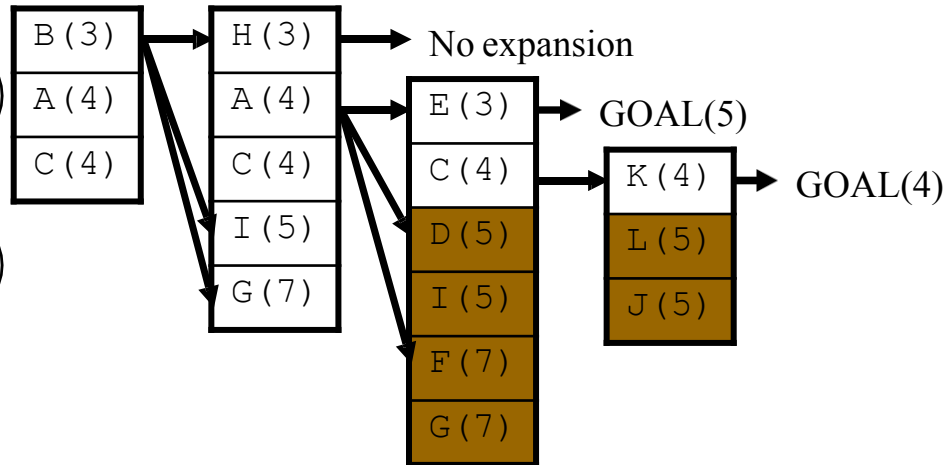 B(3)
A(4)
C(4)
H(3)
A(4)
C(4)
I(5)
G(7)
No expansion
E(3)
C(4)
D(5)
I(5)
F(7)
G(7)
GOAL(5)
K(4)
L(5)
J(5)
GOAL(4)